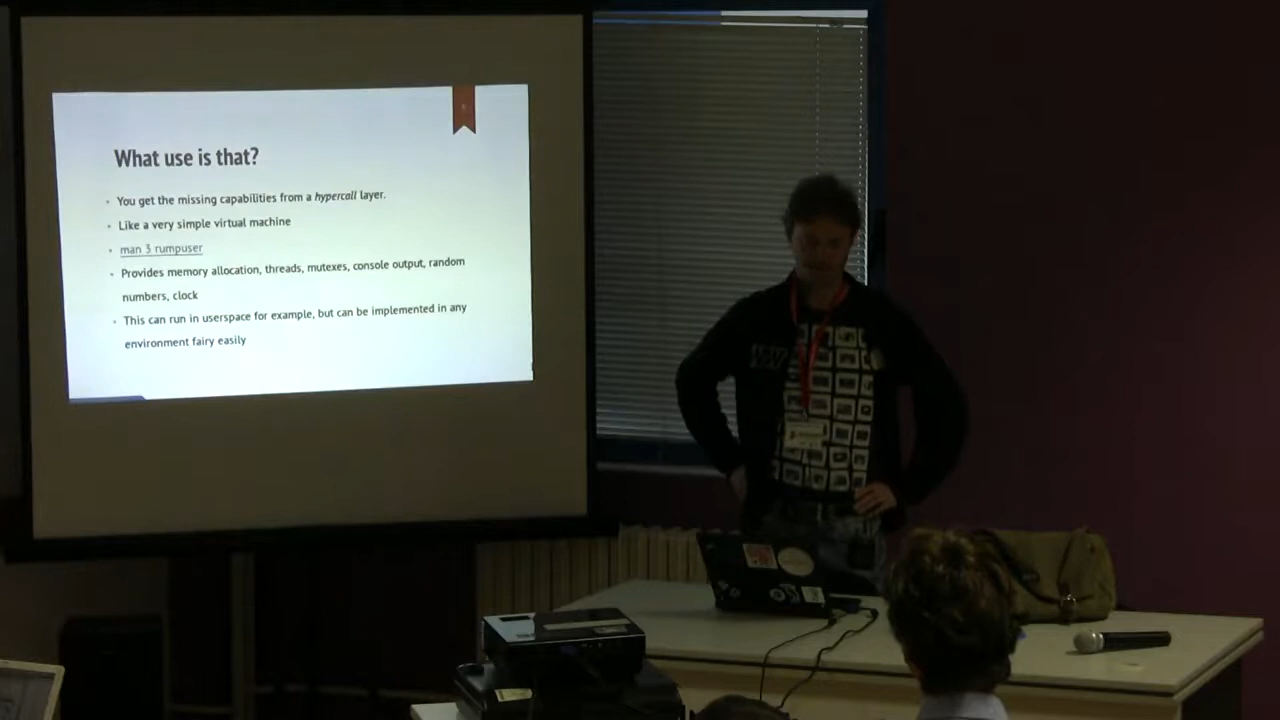 What use is that?
You get the missing capabilities from a hypercall layer.
Like a very simple virtual machine
man 3 rumpuser
Provides memory allocation, threads, mutexes, console output, random
numbers, clock
This can run in userspace for example, but can be implemented in any
environment fairy easily